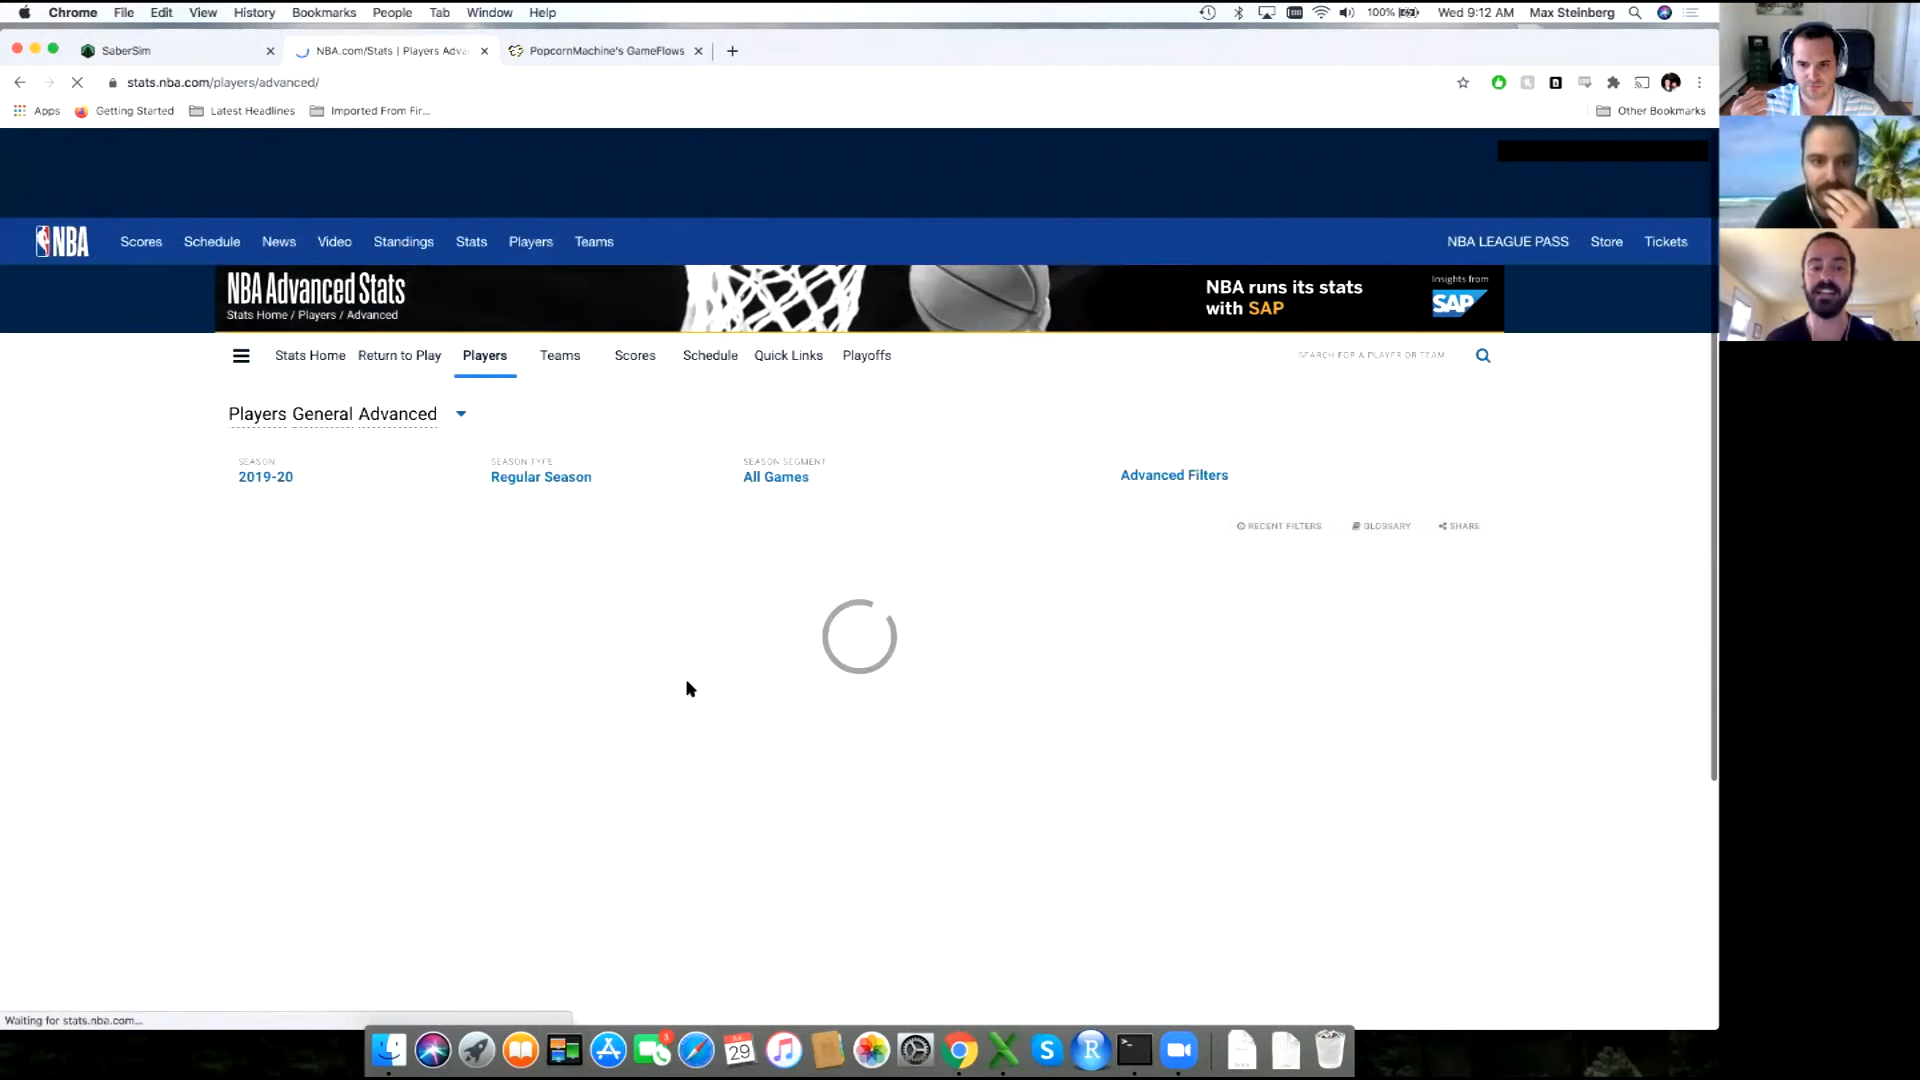 Chrome File Edit View History Bookmarks People Tab Window Help 100% Wed 9:12 AM Max Steinberg
SaberSim NBA.com/Stats | Players Adva PopcornMachine's GameFlows
stats.nba.com/players/advanced/
Apps Getting Started Latest Headlines Imported From Fir... Other Bookmarks
NBA Scores Schedule News Video Standings Stats Players Teams NBA LEAGUE PASS Store Tickets
NBA Advanced Stats
Stats Home / Players / Advanced
NBA runs its stats
with SAP
Insights from
SAP
Stats Home Return to Play Players Teams Scores Schedule Quick Links Playoffs SEARCH FOR A PLAYER OR TEAM
Players General Advanced
SEASON SEASON TYPE SEASON SEGMENT
2019-20 Regular Season All Games Advanced Filters
RECENT FILTERS GLOSSARY SHARE
Waiting for stats.nba.com...
3
29
S
R